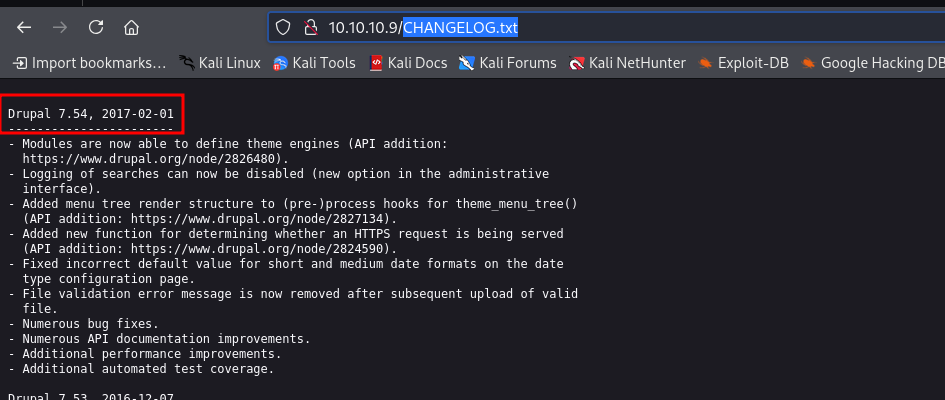 10.10.10.9/CHANGELOG.txt
Import bookmarks... Kali Linux Kali Tools Kali Docs Kali Forums Kali NetHunter Exploit-DB Google Hacking DB
Drupal 7.54, 2017-02-01
-----------------------
- Modules are now able to define theme engines (API addition:
https://www.drupal.org/node/2826480).
- Logging of searches can now be disabled (new option in the administrative
interface).
- Added menu tree render structure to (pre-)process hooks for theme_menu_tree()
(API addition: https://www.drupal.org/node/2827134).
- Added new function for determining whether an HTTPS request is being served
(API addition: https://www.drupal.org/node/2824590).
- Fixed incorrect default value for short and medium date formats on the date
type configuration page.
- File validation error message is now removed after subsequent upload of valid
file.
- Numerous bug fixes.
- Numerous API documentation improvements.
- Additional performance improvements.
- Additional automated test coverage.
Drupal 7.53, 2016-12-07